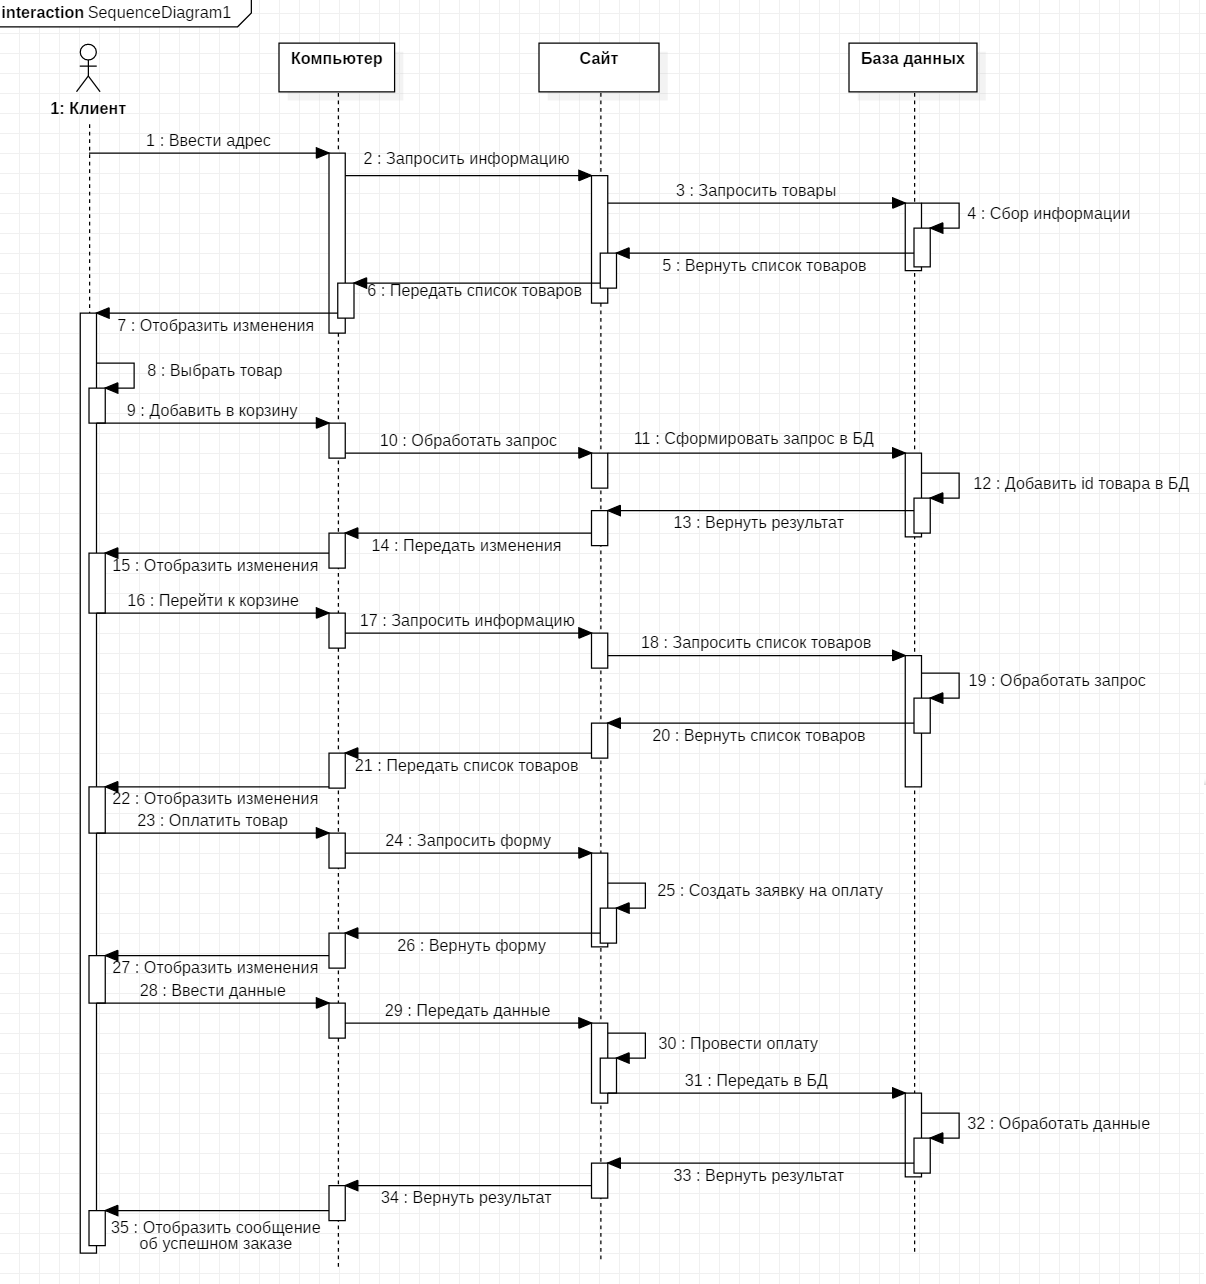 interaction SequenceDiagram1
Компьютер
Сайт
База данных
1: Клиент
1 : Ввести адрес
2 : Запросить информацию
3 : Запросить товары
4 : Сбор информации
5 : Вернуть список товаров
6 : Передать список товаров
7 : Отобразить изменения
8 : Выбрать товар
9 : Добавить в корзину
10 : Обработать запрос
11 : Сформировать запрос в БД
12 : Добавить id товара в БД
13 : Вернуть результат
14 : Передать изменения
15 : Отобразить изменения
16 : Перейти к корзине
17 : Запросить информацию
18 : Запросить список товаров
19 : Обработать запрос
20 : Вернуть список товаров
21 : Передать список товаров
22 : Отобразить изменения
23 : Оплатить товар
24 : Запросить форму
25 : Создать заявку на оплату
26 : Вернуть форму
27 : Отобразить изменения
28 : Ввести данные
29 : Передать данные
30 : Провести оплату
31 : Передать в БД
32 : Обработать данные
33 : Вернуть результат
34 : Вернуть результат
35 : Отобразить сообщение
об успешном заказе